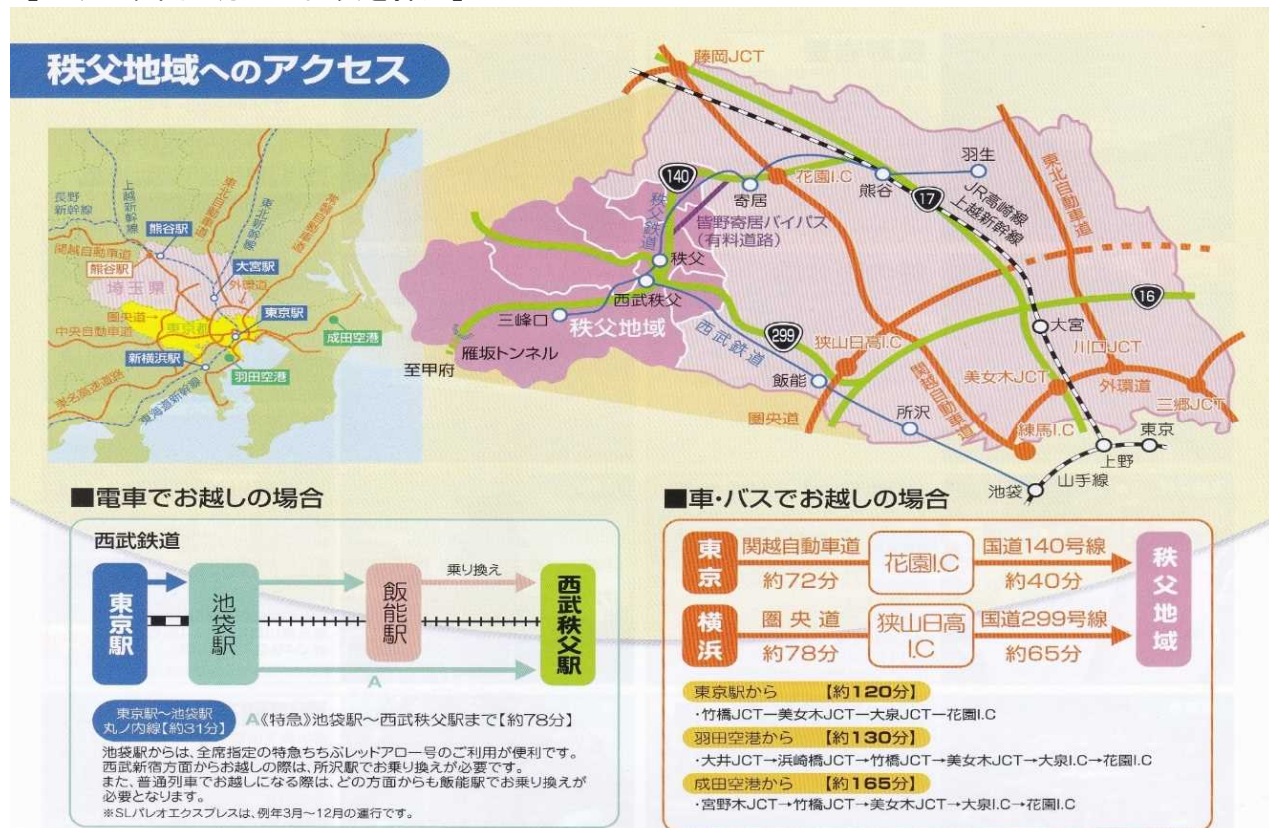 秩父地域へのアクセス
長野
新幹線
上越新幹線
東北自動車道
東北新幹線
常磐自動車道
熊谷駅
関越自動車道
熊谷駅
大宮駅
外環道
埼玉県
圏央道→
東京都
東京駅
中央自動車道
成田空港
新横浜駅
羽田空港
東名高速道路
東海道新幹線
藤岡JCT
140
花園I.C
寄居
熊谷
羽生
17
JR高崎線
上越新幹線
東北自動車道
秩父鉄道
皆野寄居バイパス
(有料道路)
秩父
西武秩父
三峰口
秩父地域
雁坂トンネル
至甲府
西武鉄道
299
狭山日高I.C
飯能
圏央道
所沢
関越自動車道
16
大宮
川口JCT
美女木JCT
外環道
三郷JCT
練馬I.C
東京
上野
山手線
池袋
■電車でお越しの場合
西武鉄道
東京駅
池袋駅
飯能駅
乗り換え
西武秩父駅
A
東京駅～池袋駅
丸ノ内線【約31分】
A《特急》池袋駅～西武秩父駅まで【約78分】
池袋駅からは、全席指定の特急ちちぶレッドアロー号のご利用が便利です。
西武新宿方面からお越しの際は、所沢駅でお乗り換えが必要です。
また、普通列車でお越しになる際は、どの方面からも飯能駅でお乗り換えが
必要となります。
※SLパレオエクスプレスは、例年3月～12月の運行です。
■車・バスでお越しの場合
東京
関越自動車道
約72分
花園I.C
国道140号線
約40分
横浜
圏央道
約78分
狭山日高
I.C
国道299号線
約65分
秩父地域
東京駅から 【約120分】
・竹橋JCTー美女木JCTー大泉JCTー花園I.C
羽田空港から 【約130分】
・大井JCT→浜崎橋JCT→竹橋JCT→美女木JCT→大泉I.C→花園I.C
成田空港から 【約165分】
・宮野木JCT→竹橋JCT→美女木JCT→大泉I.C→花園I.C